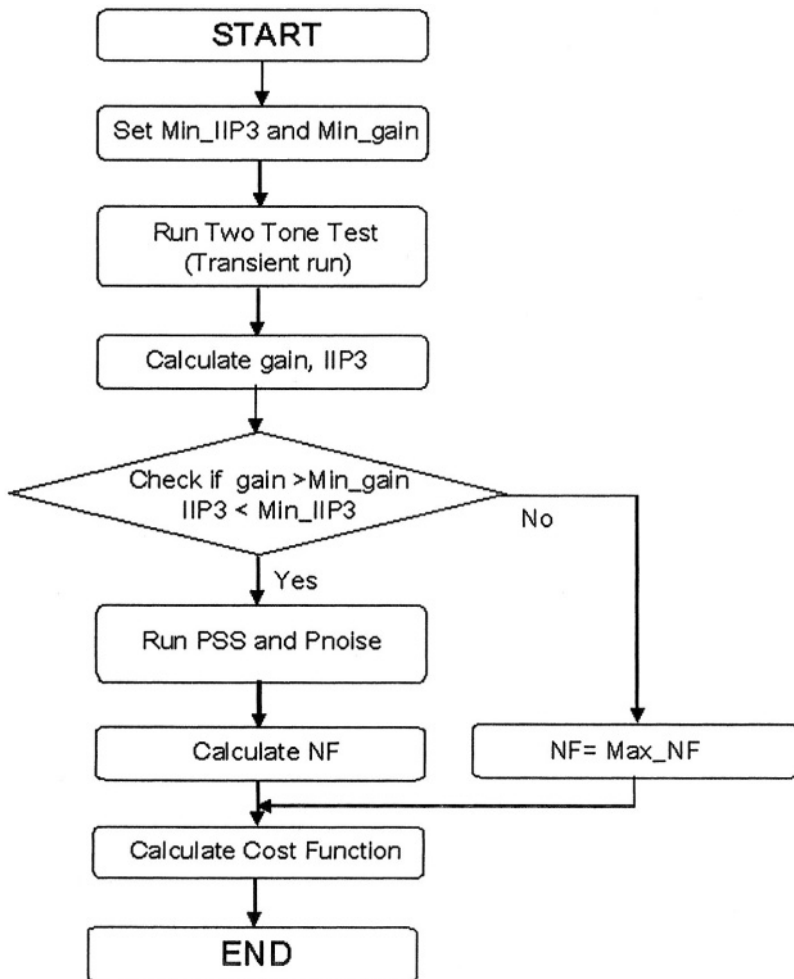 START
Set Min_IIP3 and Min_gain
Run Two Tone Test
(Transient run)
Calculate gain, IIP3
Check if gain >Min_gain
IIP3 < Min_IIP3
No
Yes
Run PSS and Pnoise
Calculate NF
NF= Max_NF
Calculate Cost Function
END